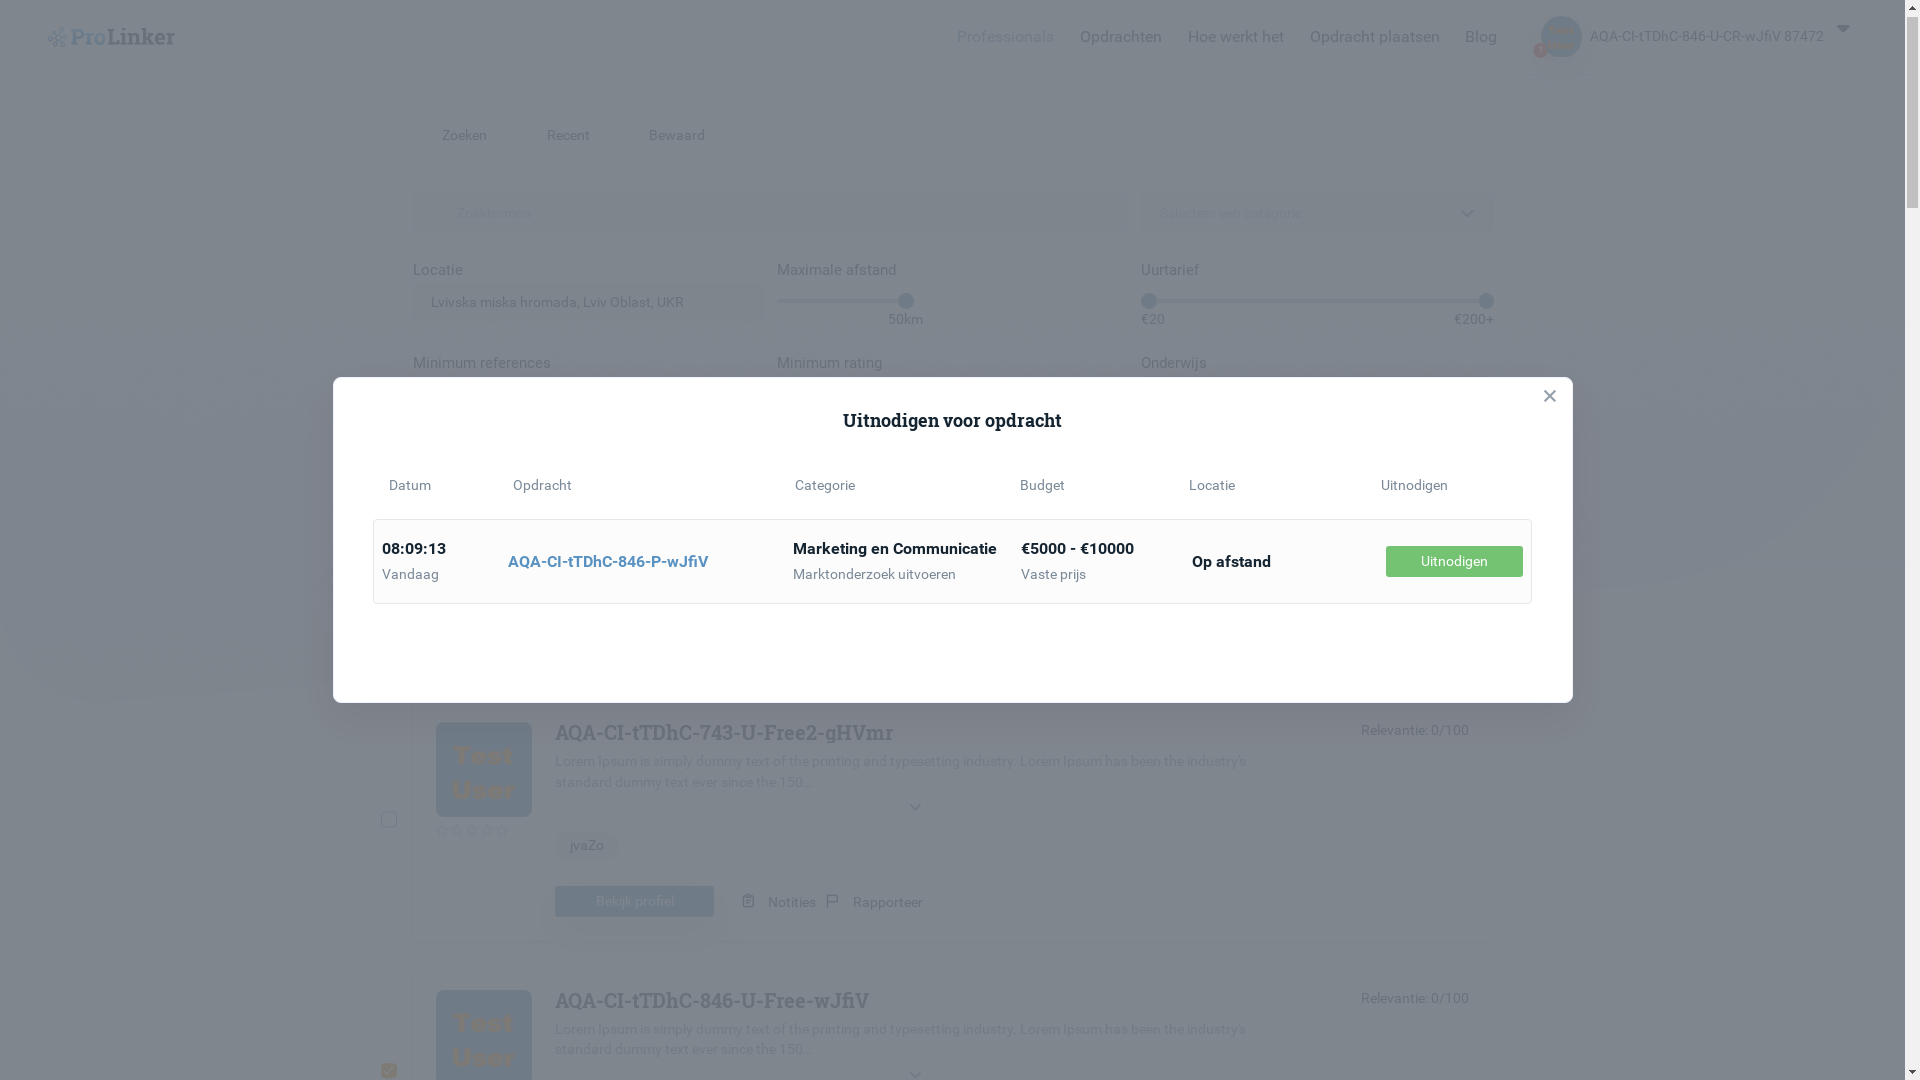 ProLinker
Professionals Opdrachten Hoe werkt het Opdracht plaatsen Blog AQA-CI-tTDhC-846-U-CR-wJfiV 87472
Zoeken Recent Bewaard
Zoektermen Selecteer een categorie
Locatie Maximale afstand Uurtarief
Lvivska miska hromada, Lviv Oblast, UKR
50km €20 €200+
Minimum references Minimum rating Onderwijs
Uitnodigen voor opdracht
Datum Opdracht Categorie Budget Locatie Uitnodigen
08:09:13 Marketing en Communicatie €5000 - €10000
AQA-CI-tTDhC-846-P-wJfiV Op afstand Uitnodigen
Vandaag Marktonderzoek uitvoeren Vaste prijs
AQA-CI-tTDhC-743-U-Free2-gHVmr Relevantie: 0/100
Test
User
Lorem Ipsum is simply dummy text of the printing and typesetting industry. Lorem Ipsum has been the industry's
standard dummy text ever since the 150...
jvaZo
Bekijk profiel Notities Rapporteer
AQA-CI-tTDhC-846-U-Free-wJfiV Relevantie: 0/100
Test
User
Lorem Ipsum is simply dummy text of the printing and typesetting industry. Lorem Ipsum has been the industry's
standard dummy text ever since the 150...